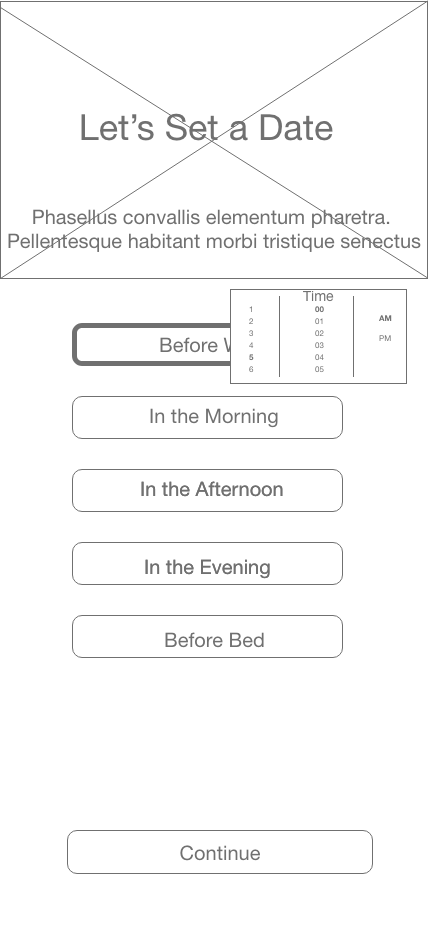 Let's Set a Date
Phasellus convallis elementum pharetra.
Pellentesque habitant morbi tristique senectus
Time
1 00
2 01 AM
3 02
4 03 PM
5 04
6 05
Before
In the Morning
In the Afternoon
In the Evening
Before Bed
Continue